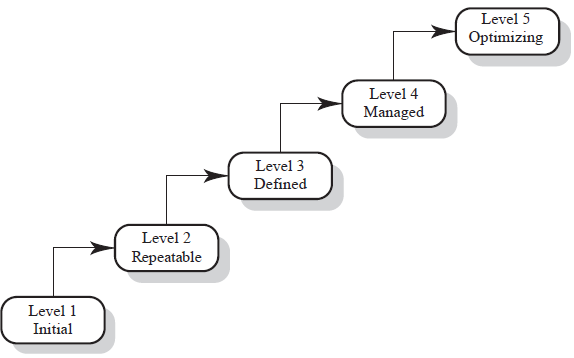 Level 5
Optimizing
Level 4
Managed
Level 3
Defined
Level 2
Repeatable
Level 1
Initial